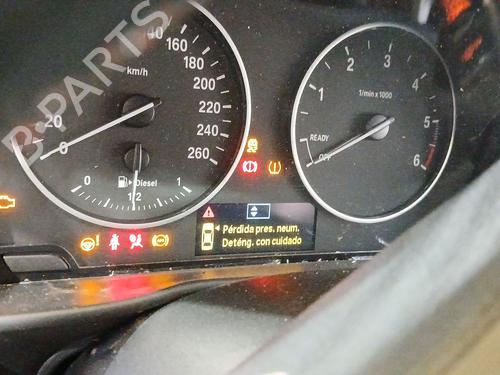 B-PARTS
20
0
160
180
200
220
240
260
km/h
0
1/2
1
Diesel
1
2
3
4
5
6
1/min x 1000
READY
OFF
ABS
Pérdida pres. neum.
Deténg. con cuidado